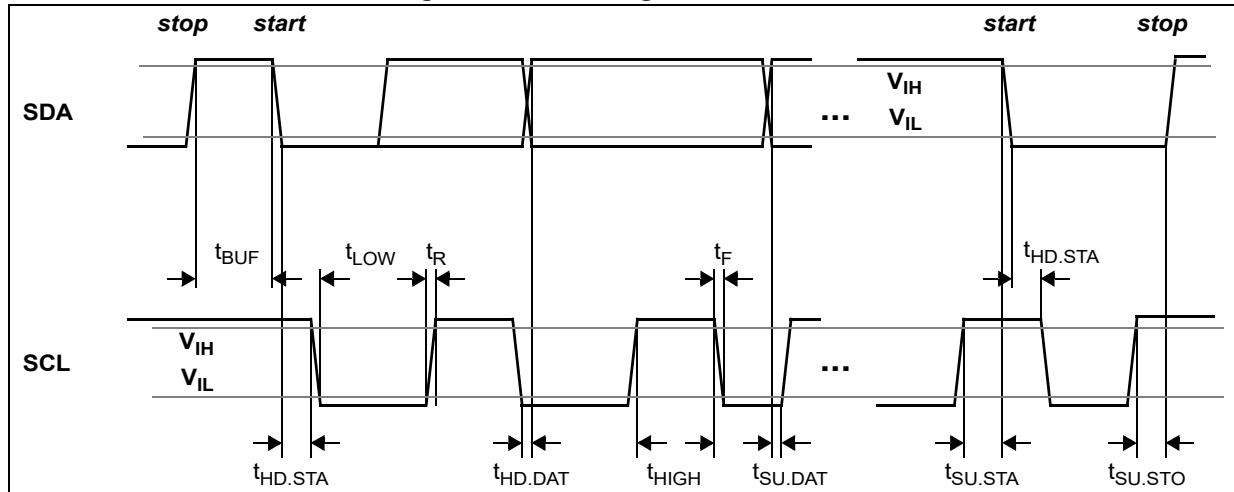 stop start start stop
SDA
V_IH
V_IL
...
t_BUF t_LOW t_R t_F t_HD.STA
SCL
V_IH
V_IL
...
t_HD.STA t_HD.DAT t_HIGH t_SU.DAT t_SU.STA t_SU.STO